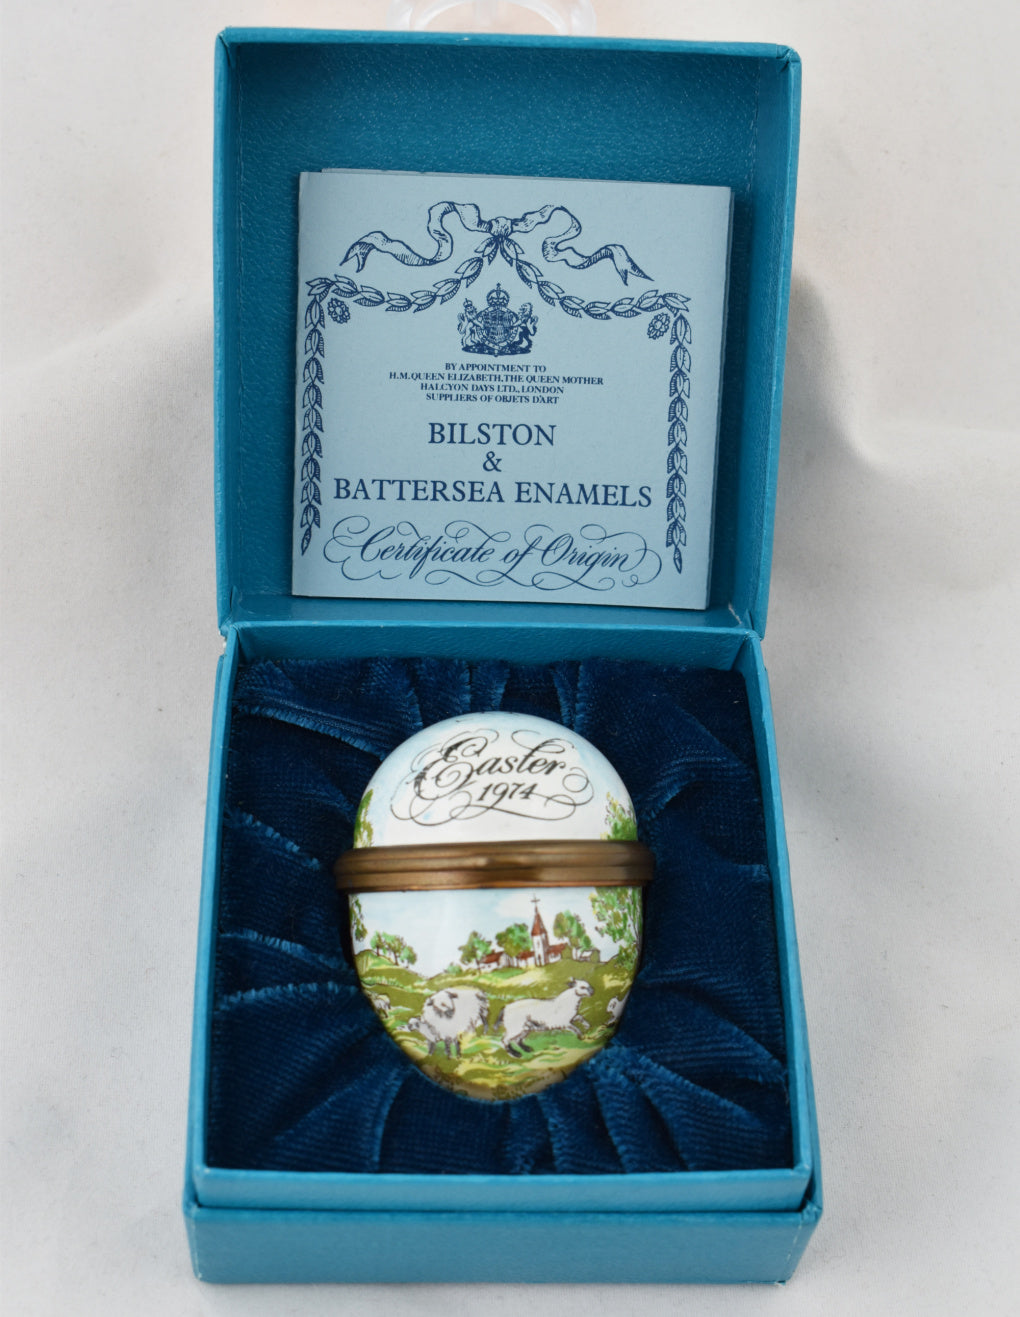 BY APPOINTMENT TO
H.M. QUEEN ELIZABETH, THE QUEEN MOTHER
HALCYON DAYS LTD., LONDON
SUPPLIERS OF OBJETS D'ART
BILSTON
&
BATTERSEA ENAMELS
Certificate of Origin
Easter
1974